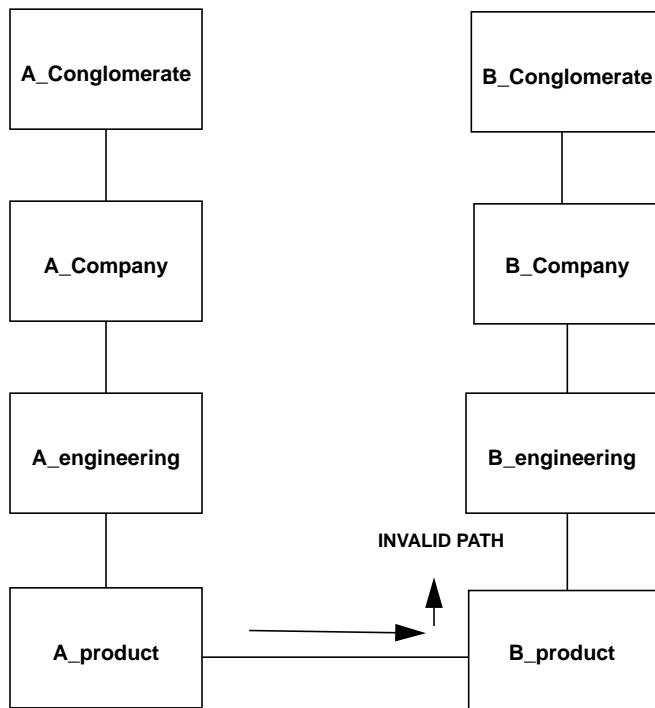 A_Conglomerate
B_Conglomerate
A_Company
B_Company
A_engineering
B_engineering
INVALID PATH
A_product
B_product